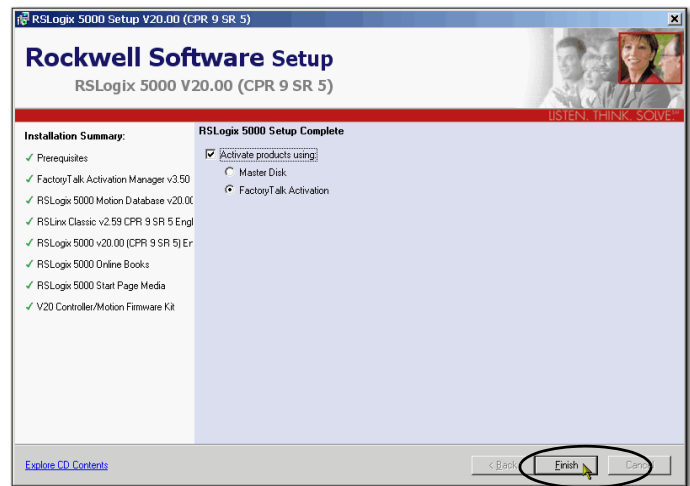 RSLogix 5000 Setup V20.00 (CPR 9 SR 5)
Rockwell Software Setup
RSLogix 5000 V20.00 (CPR 9 SR 5)
LISTEN. THINK. SOLVE.℠
Installation Summary:
✓ Prerequisites
✓ FactoryTalk Activation Manager v3.50
✓ RSLogix 5000 Motion Database v20.00
✓ RSLinx Classic v2.59 CPR 9 SR 5 Engl
✓ RSLogix 5000 v20.00 (CPR 9 SR 5) En
✓ RSLogix 5000 Online Books
✓ RSLogix 5000 Start Page Media
✓ V20 Controller/Motion Firmware Kit
RSLogix 5000 Setup Complete
Activate products using:
Master Disk
FactoryTalk Activation
Explore CD Contents
< Back
Finish
Cancel